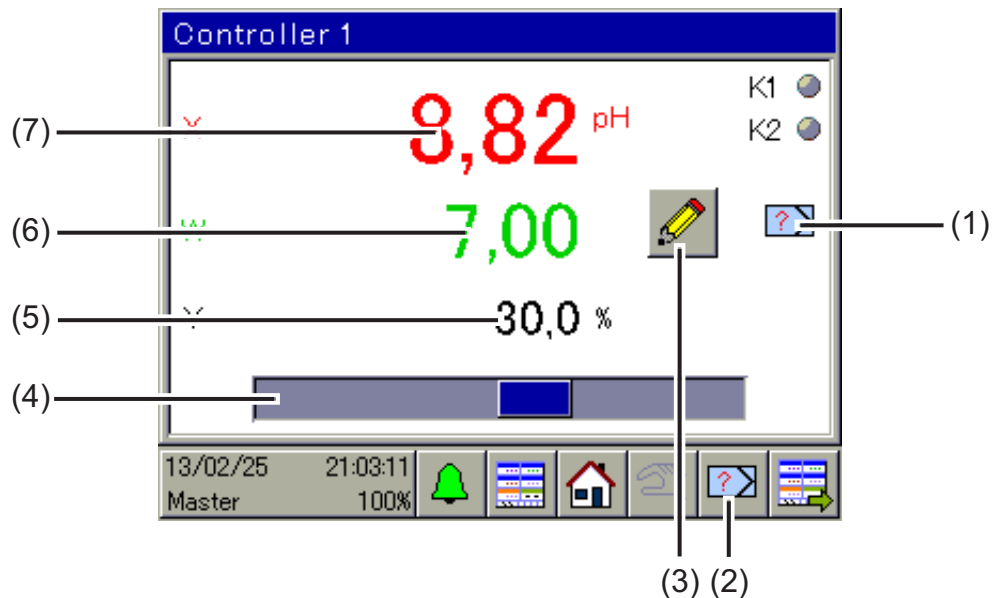 Controller 1
K1
(7) X 8,82 pH K2
(6) W 7,00 ? (1)
(5) Y 30,0 %
(4)
13/02/25 21:03:11
Master 100% ?
(3) (2)